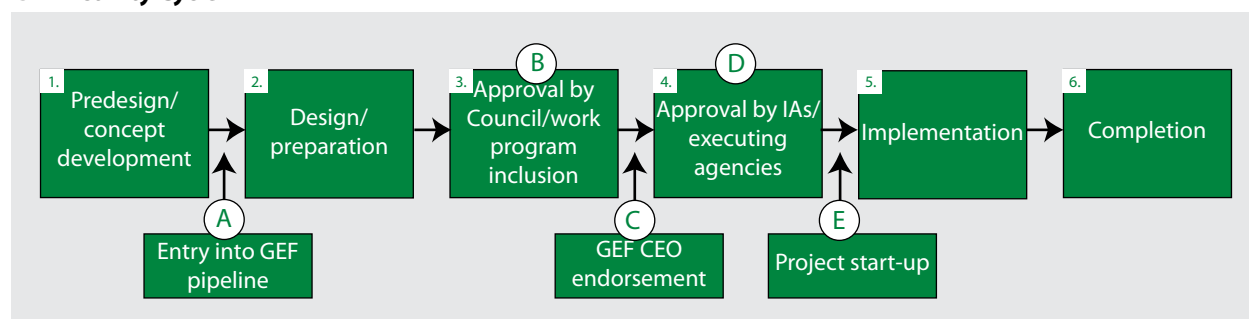 1.
Predesign/
concept
development
2.
Design/
preparation
B
3.
Approval by
Council/work
program
inclusion
D
4.
Approval by IAs/
executing
agencies
5.
Implementation
6.
Completion
A
Entry into GEF
pipeline
C
GEF CEO
endorsement
E
Project start-up